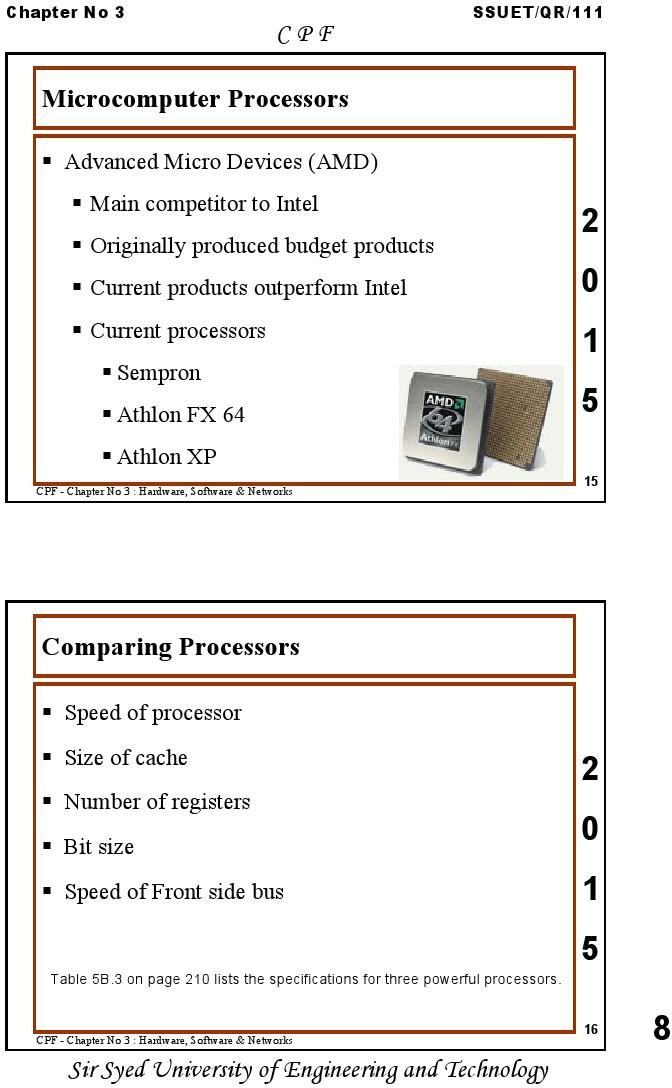 Chapter No 3 SSUET/QR/111
C P F
Microcomputer Processors
▪ Advanced Micro Devices (AMD)
▪ Main competitor to Intel
▪ Originally produced budget products
▪ Current products outperform Intel
▪ Current processors
▪ Sempron
▪ Athlon FX 64
▪ Athlon XP
AMD
64
Athlon FX
2
0
1
5
15
CPF - Chapter No 3 : Hardware, Software & Networks
Comparing Processors
▪ Speed of processor
▪ Size of cache
▪ Number of registers
▪ Bit size
▪ Speed of Front side bus
Table 5B.3 on page 210 lists the specifications for three powerful processors.
2
0
1
5
16
CPF - Chapter No 3 : Hardware, Software & Networks
8
Sir Syed University of Engineering and Technology